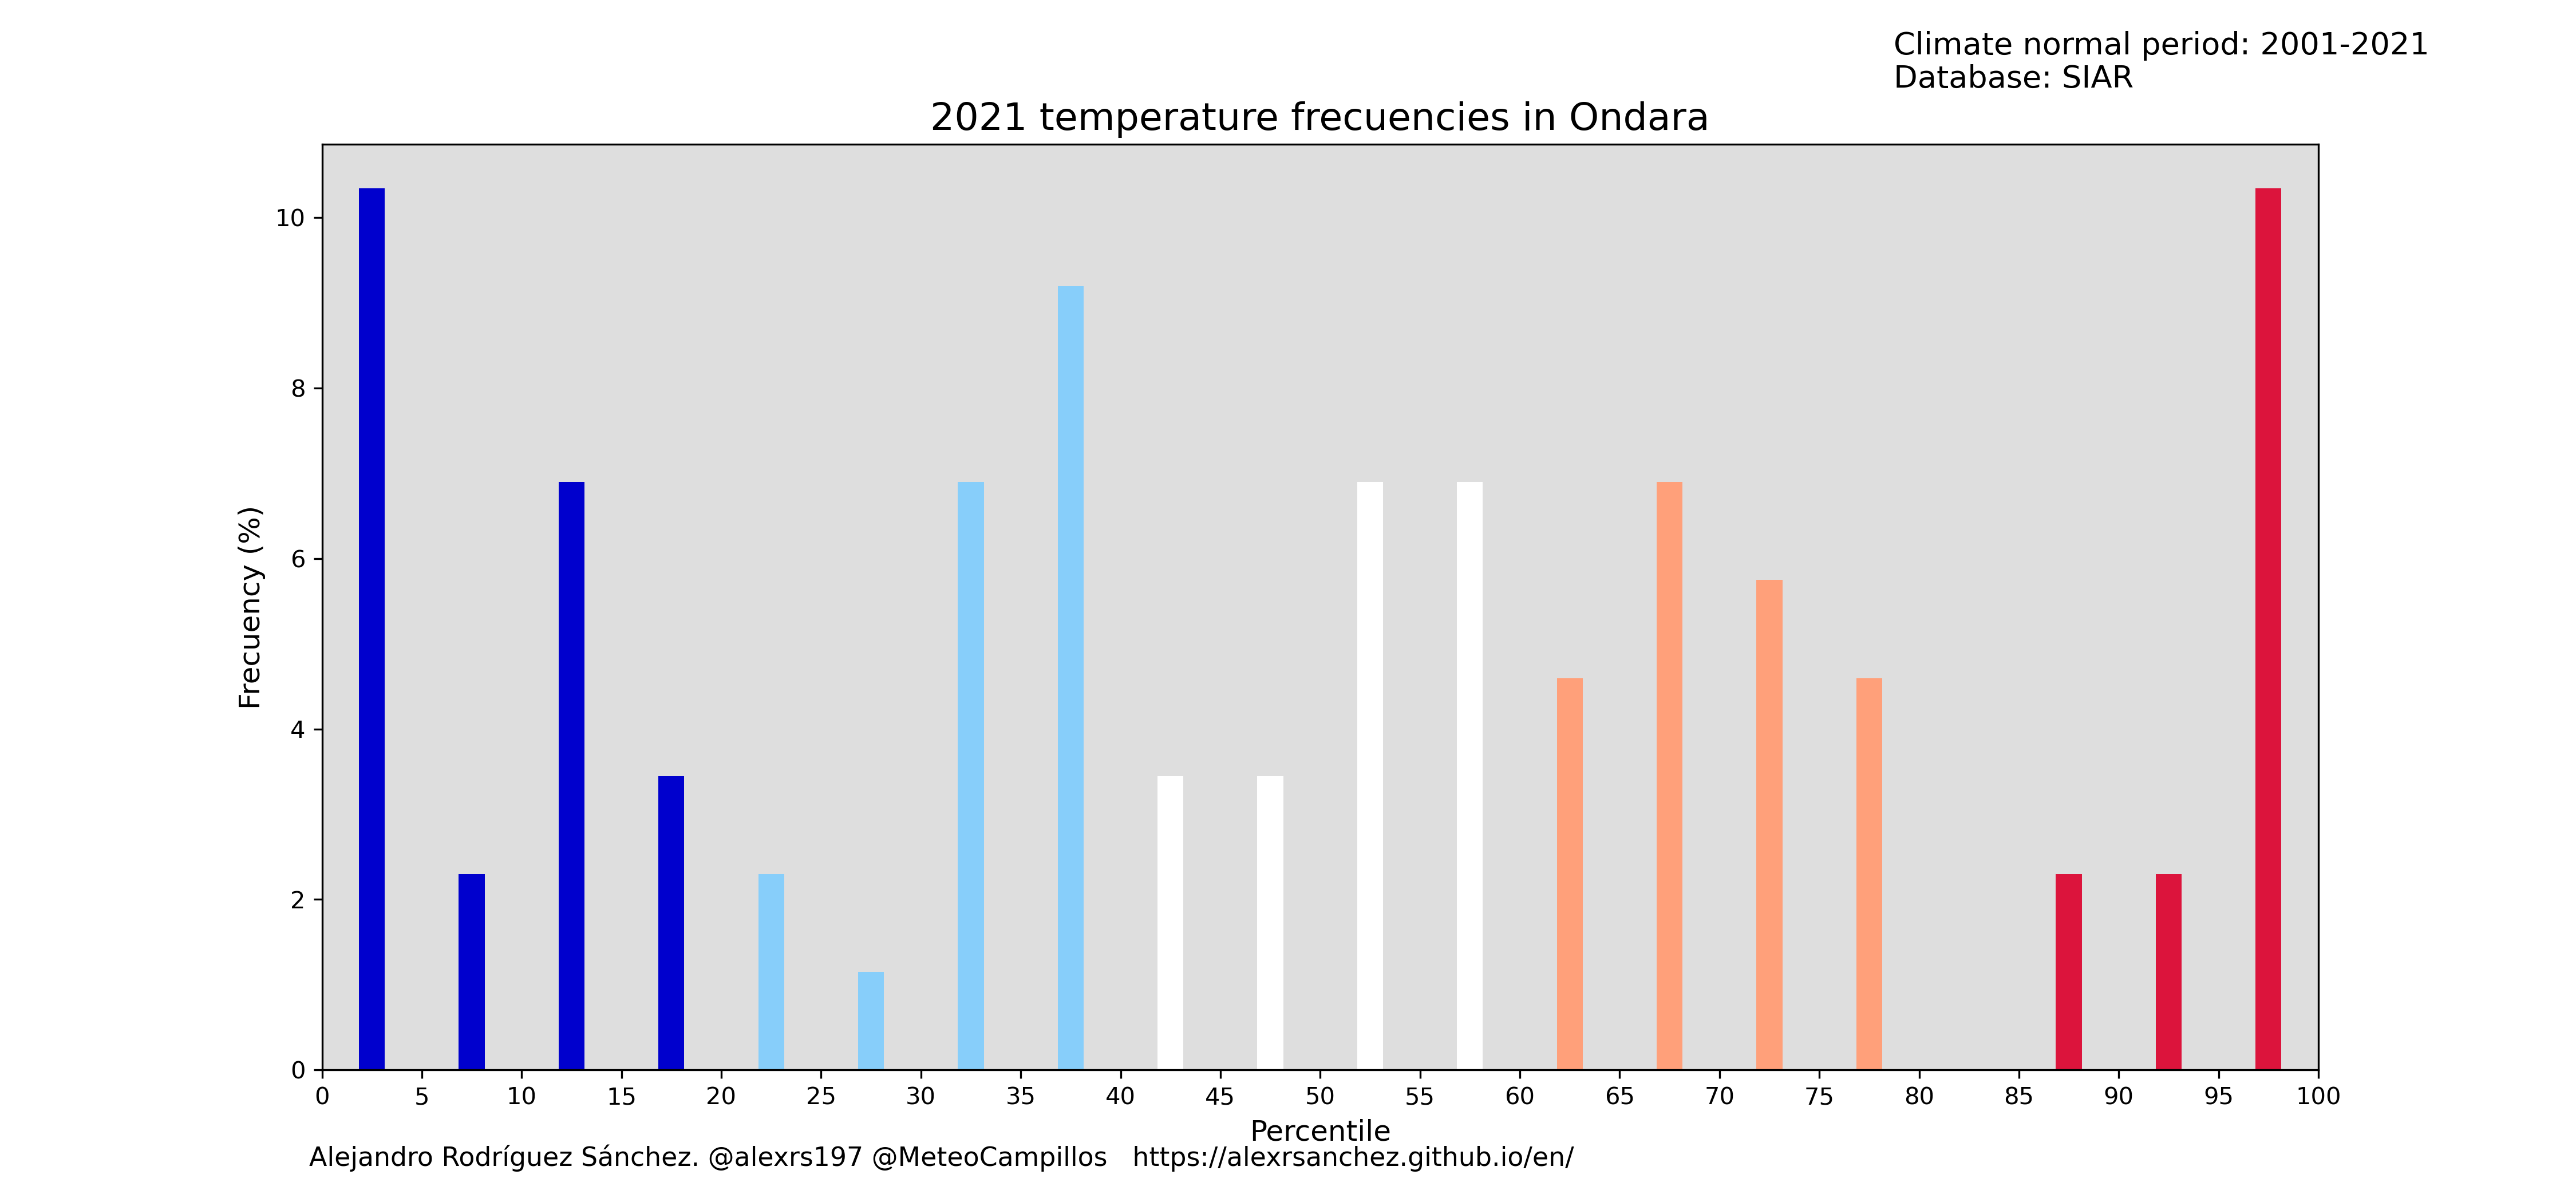 Climate normal period: 2001-2021
Database: SIAR
2021 temperature frecuencies in Ondara
Frecuency (%)
10
8
6
4
2
0
0 5 10 15 20 25 30 35 40 45 50 55 60 65 70 75 80 85 90 95 100
Percentile
Alejandro Rodríguez Sánchez. @alexrs197 @MeteoCampillos https://alexrsanchez.github.io/en/